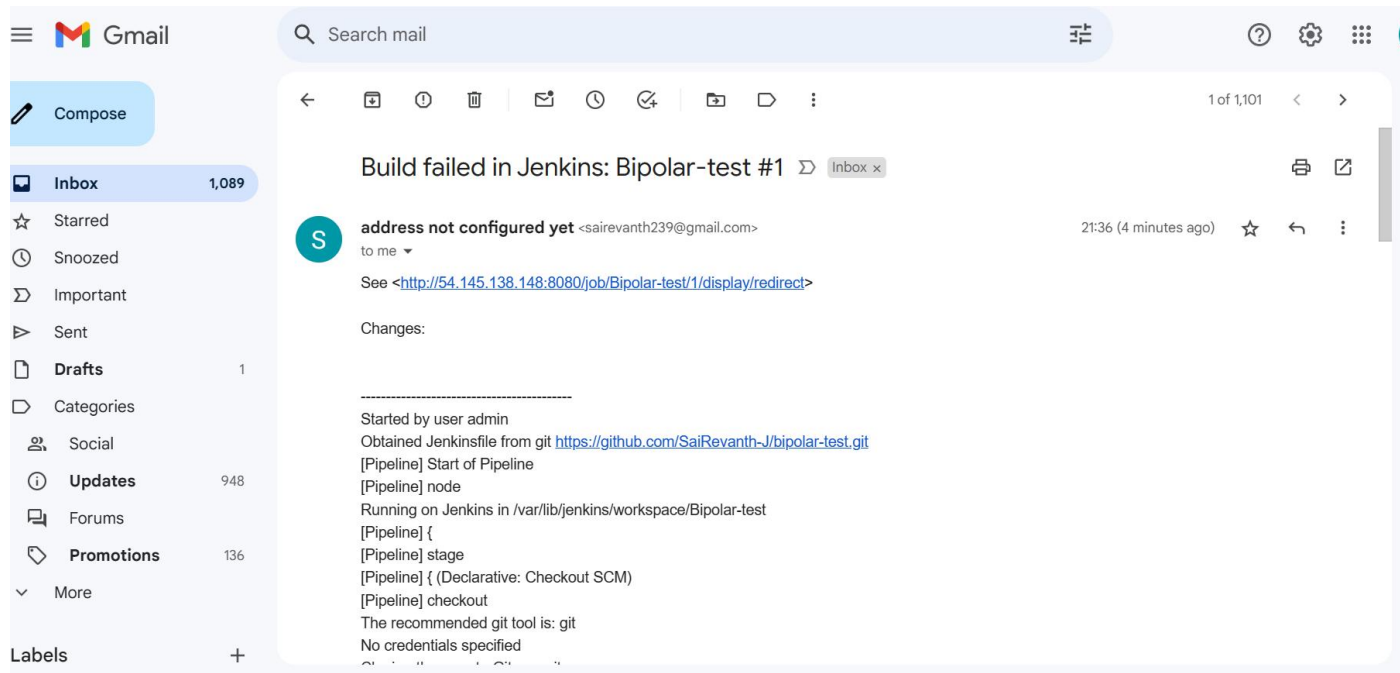 Gmail
Search mail
Compose
Inbox 1,089
Starred
Snoozed
Important
Sent
Drafts 1
Categories
Social
Updates 948
Forums
Promotions 136
More
Labels
1 of 1,101
Build failed in Jenkins: Bipolar-test #1 Inbox x
S
address not configured yet <sairevanth239@gmail.com> 21:36 (4 minutes ago)
to me
See <http://54.145.138.148:8080/job/Bipolar-test/1/display/redirect>
Changes:
------------------------------------------
Started by user admin
Obtained Jenkinsfile from git https://github.com/SaiRevanth-J/bipolar-test.git
[Pipeline] Start of Pipeline
[Pipeline] node
Running on Jenkins in /var/lib/jenkins/workspace/Bipolar-test
[Pipeline] {
[Pipeline] stage
[Pipeline] { (Declarative: Checkout SCM)
[Pipeline] checkout
The recommended git tool is: git
No credentials specified